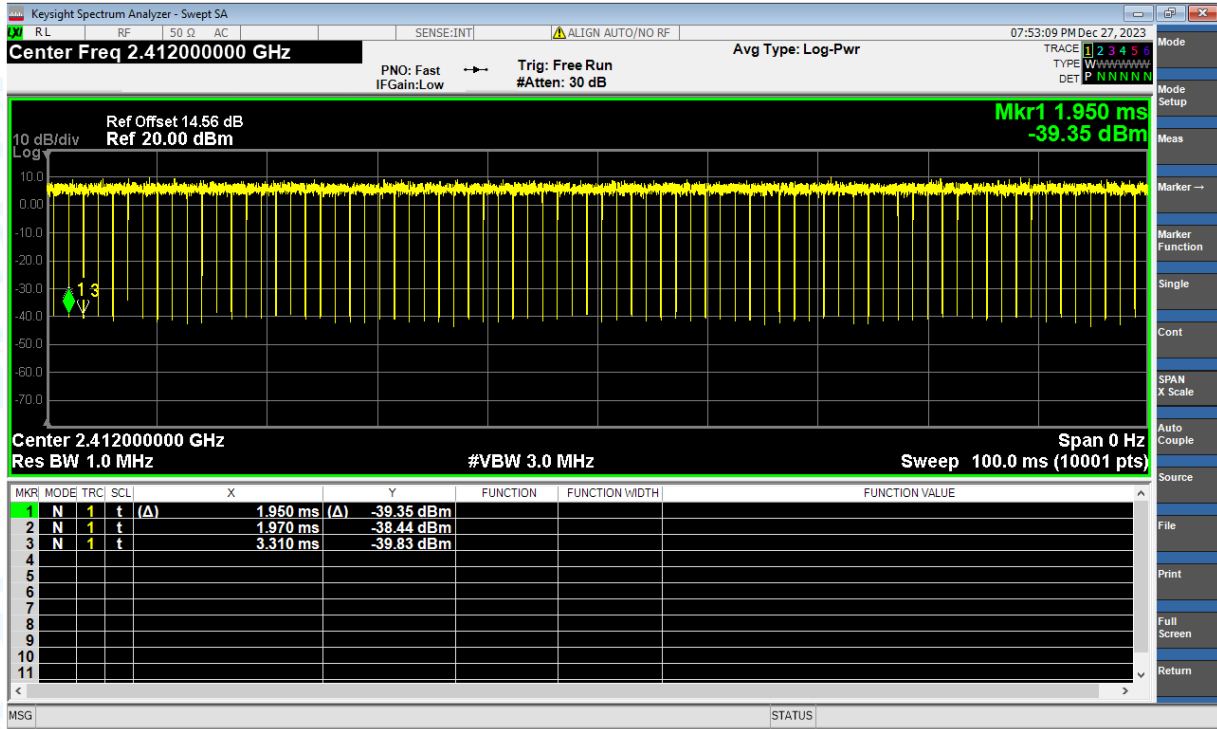 Keysight Spectrum Analyzer - Swept SA
LXI RL RF 50 Ω AC SENSE:INT ALIGN AUTO/NO RF 07:53:09 PM Dec 27, 2023
Center Freq 2.412000000 GHz
Avg Type: Log-Pwr
TRACE 1 2 3 4 5 6
TYPE WWWWWW
DET P N N N N N
PNO: Fast
IFGain:Low
Trig: Free Run
#Atten: 30 dB
Mkr1 1.950 ms
-39.35 dBm
Ref Offset 14.56 dB
10 dB/div Ref 20.00 dBm
Log
10.0
0.00
-10.0
-20.0
-30.0
-40.0
-50.0
-60.0
-70.0
1 3
Center 2.412000000 GHz Span 0 Hz
Res BW 1.0 MHz #VBW 3.0 MHz Sweep 100.0 ms (10001 pts)
MKR MODE TRC SCL X Y FUNCTION FUNCTION WIDTH FUNCTION VALUE
1 N 1 t (Δ) 1.950 ms (Δ) -39.35 dBm
2 N 1 t 1.970 ms -38.44 dBm
3 N 1 t 3.310 ms -39.83 dBm
4
5
6
7
8
9
10
11
MSG STATUS
Mode
Mode
Setup
Meas
Marker→
Marker
Function
Single
Cont
SPAN
X Scale
Auto
Couple
Source
File
Print
Full
Screen
Return